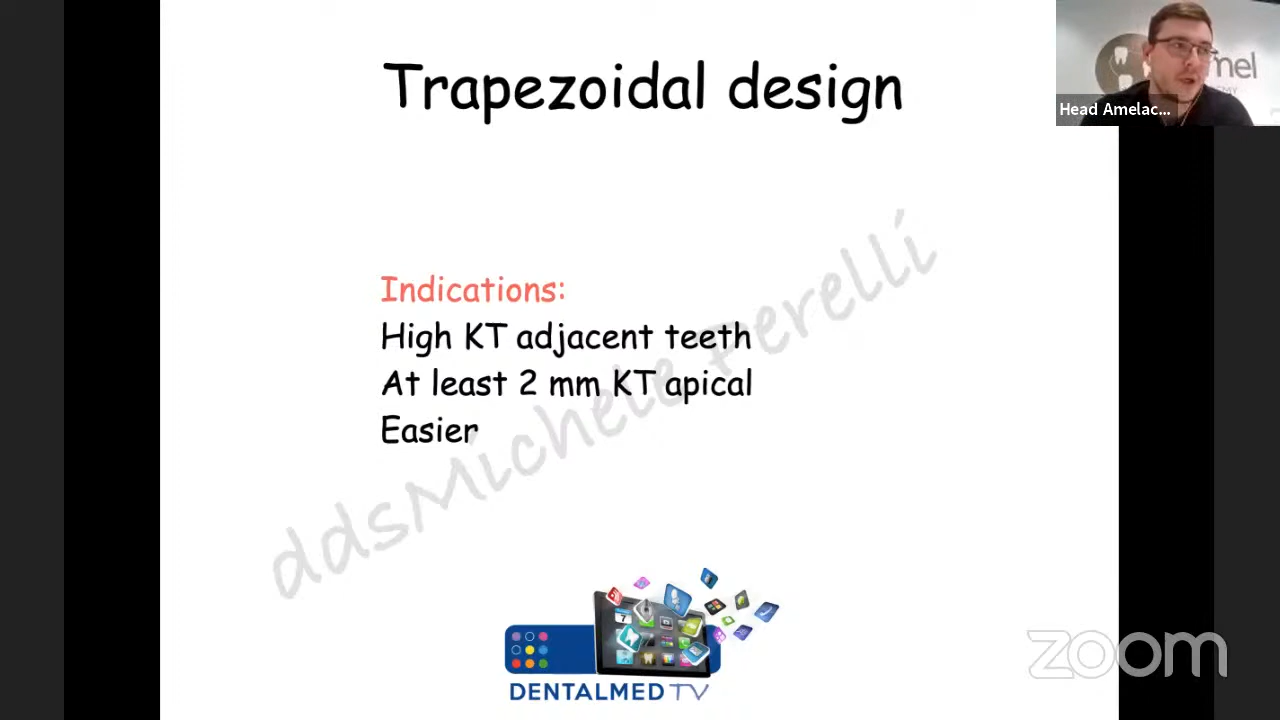 Trapezoidal design
Head Amelac...
Indications:
High KT adjacent teeth
At least 2 mm KT apical
Easier
ddsMichele Perelli
DENTALMED TV
zoom